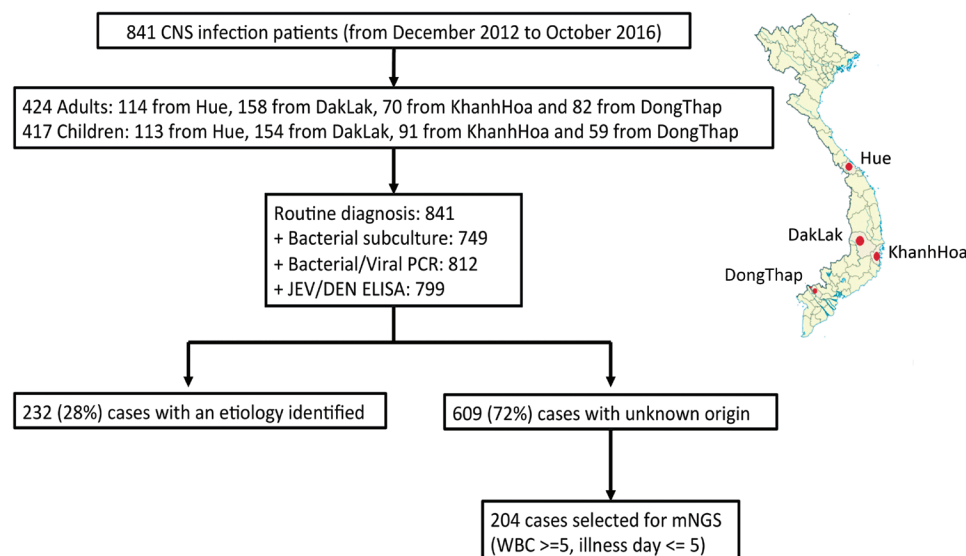 841 CNS infection patients (from December 2012 to October 2016)
424 Adults: 114 from Hue, 158 from DakLak, 70 from KhanhHoa and 82 from DongThap
417 Children: 113 from Hue, 154 from DakLak, 91 from KhanhHoa and 59 from DongThap
Routine diagnosis: 841
+ Bacterial subculture: 749
+ Bacterial/Viral PCR: 812
+ JEV/DEN ELISA: 799
232 (28%) cases with an etiology identified
609 (72%) cases with unknown origin
204 cases selected for mNGS
(WBC >=5, illness day <= 5)
Hue
DakLak
KhanhHoa
DongThap